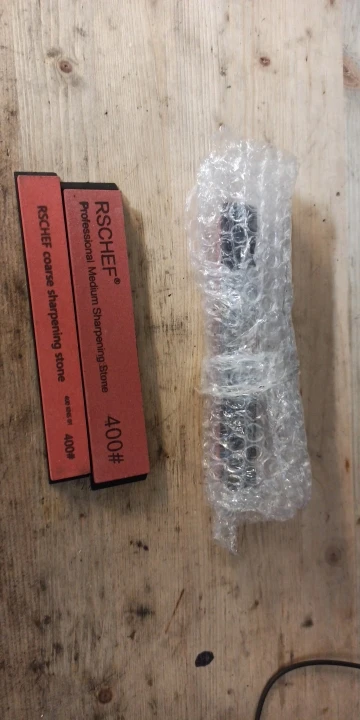 RSCHEF®
Professional Medium Sharpening Stone
400#
RSCHEF coarse sharpening stone
400#